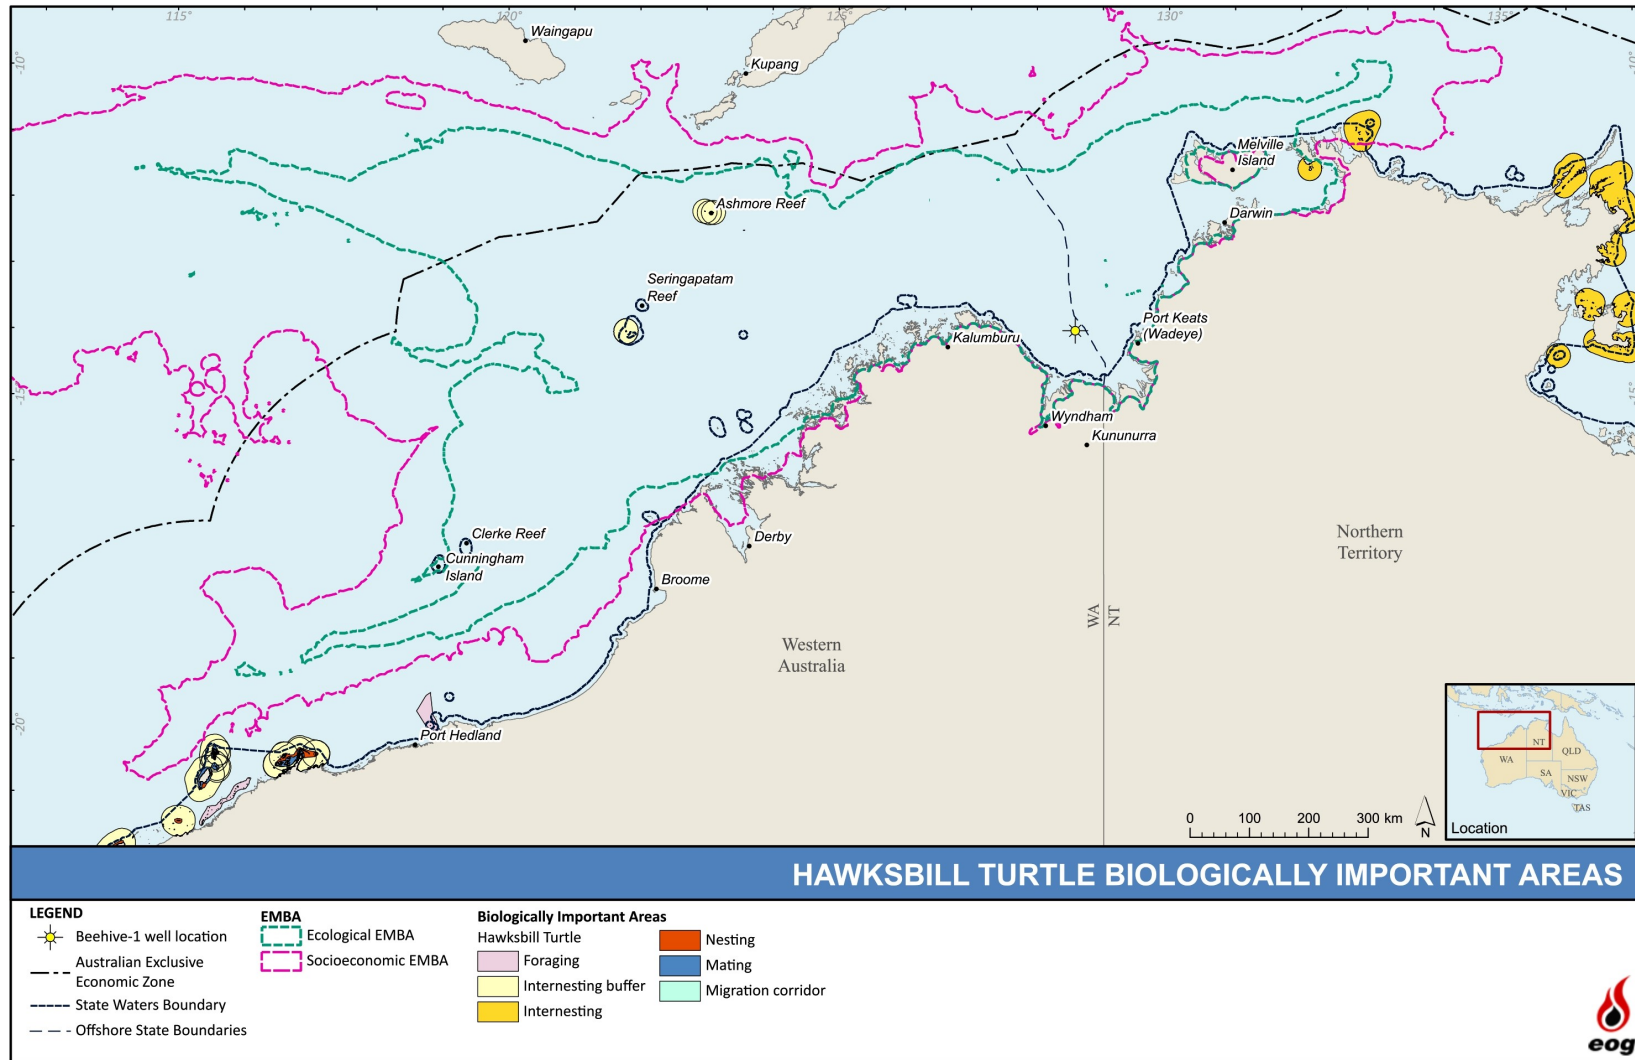 115°
120°
125°
130°
135°
-10°
-10°
Waingapu
Kupang
Melville
Island
Ashmore Reef
Darwin
Seringapatam
Reef
Port Keats
(Wadeye)
Kalumburu
-15°
-15°
Wyndham
Kununurra
Clerke Reef
Cunningham
Island
Derby
Broome
Northern
Territory
WA
NT
Western
Australia
-20°
Port Hedland
0 100 200 300 km
N
WA
NT
QLD
SA
NSW
VIC
TAS
Location
HAWKSBILL TURTLE BIOLOGICALLY IMPORTANT AREAS
LEGEND
Beehive-1 well location
Australian Exclusive
Economic Zone
State Waters Boundary
Offshore State Boundaries
EMBA
Ecological EMBA
Socioeconomic EMBA
Biologically Important Areas
Hawksbill Turtle
Foraging
Internesting buffer
Internesting
Nesting
Mating
Migration corridor
eog